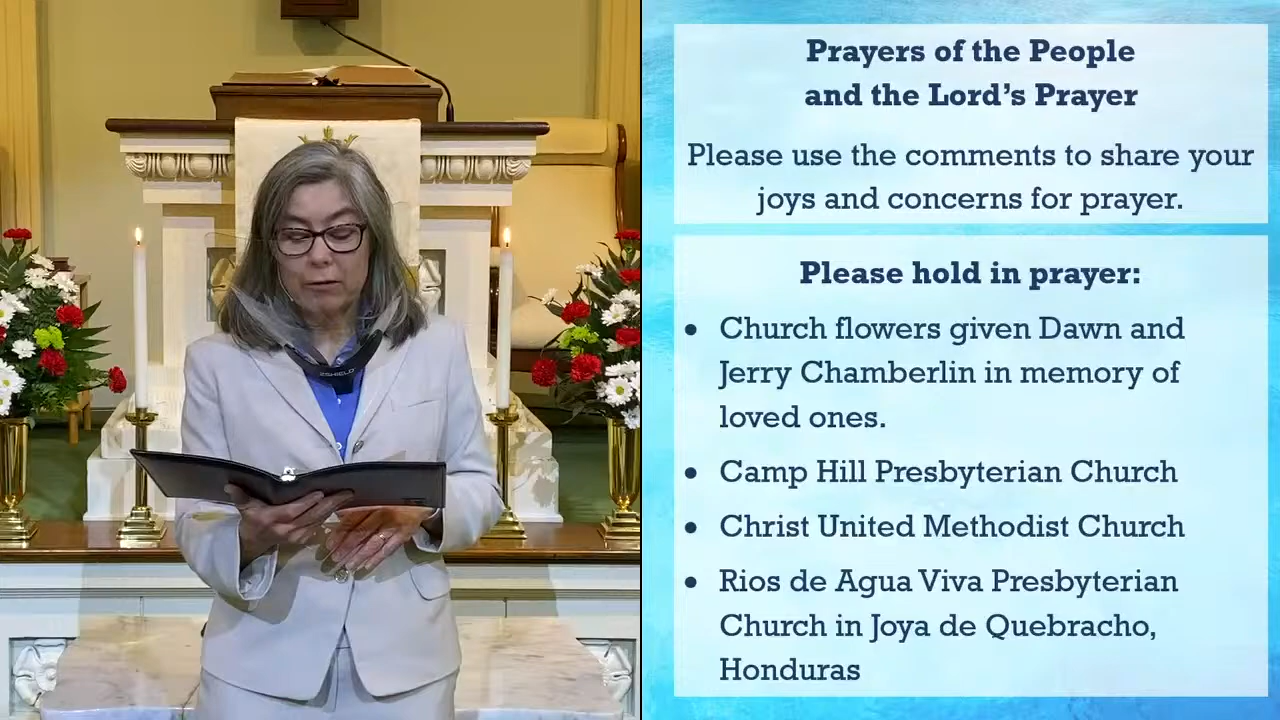 Prayers of the People
and the Lord's Prayer
Please use the comments to share your
joys and concerns for prayer.
Please hold in prayer:
• Church flowers given Dawn and
Jerry Chamberlin in memory of
loved ones.
• Camp Hill Presbyterian Church
• Christ United Methodist Church
• Rios de Agua Viva Presbyterian
Church in Joya de Quebracho,
Honduras
ZSHIELD